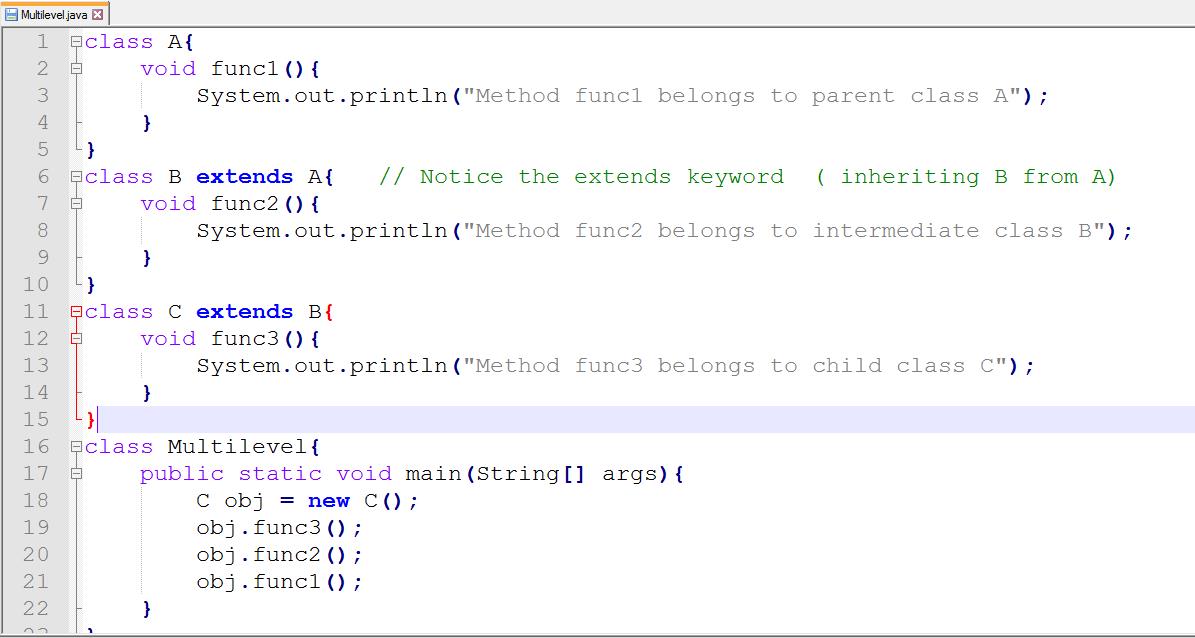 Multilevel.java
1 class A{
2     void func1(){
3         System.out.println("Method func1 belongs to parent class A");
4     }
5 }
6 class B extends A{   // Notice the extends keyword  ( inheriting B from A)
7     void func2(){
8         System.out.println("Method func2 belongs to intermediate class B");
9     }
10 }
11 class C extends B{
12     void func3(){
13         System.out.println("Method func3 belongs to child class C");
14     }
15 }
16 class Multilevel{
17     public static void main(String[] args){
18         C obj = new C();
19         obj.func3();
20         obj.func2();
21         obj.func1();
22     }
23 }